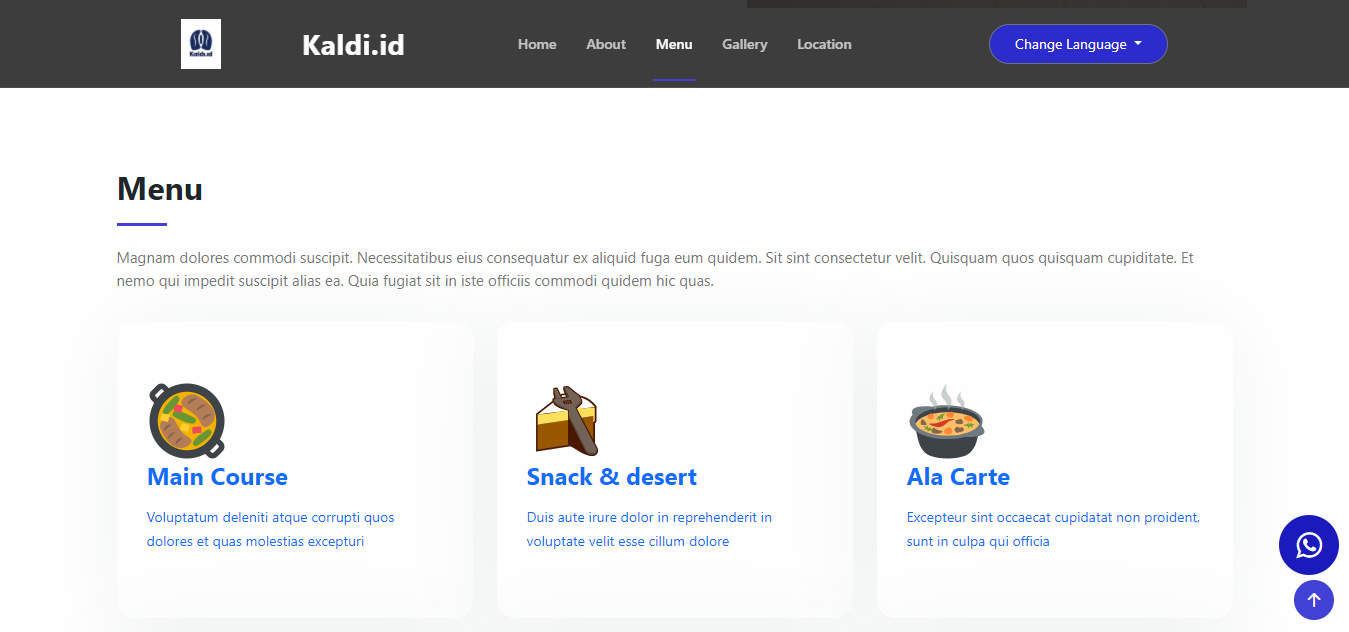 Kaldi.id
Kaldi.id
Home
About
Menu
Gallery
Location
Change Language
Menu
Magnam dolores commodi suscipit. Necessitatibus eius consequatur ex aliquid fuga eum quidem. Sit sint consectetur velit. Quisquam quos quisquam cupiditate. Et
nemo qui impedit suscipit alias ea. Quia fugiat sit in iste officiis commodi quidem hic quas.
Main Course
Voluptatum deleniti atque corrupti quos
dolores et quas molestias excepturi
Snack & desert
Duis aute irure dolor in reprehenderit in
voluptate velit esse cillum dolore
Ala Carte
Excepteur sint occaecat cupidatat non proident,
sunt in culpa qui officia